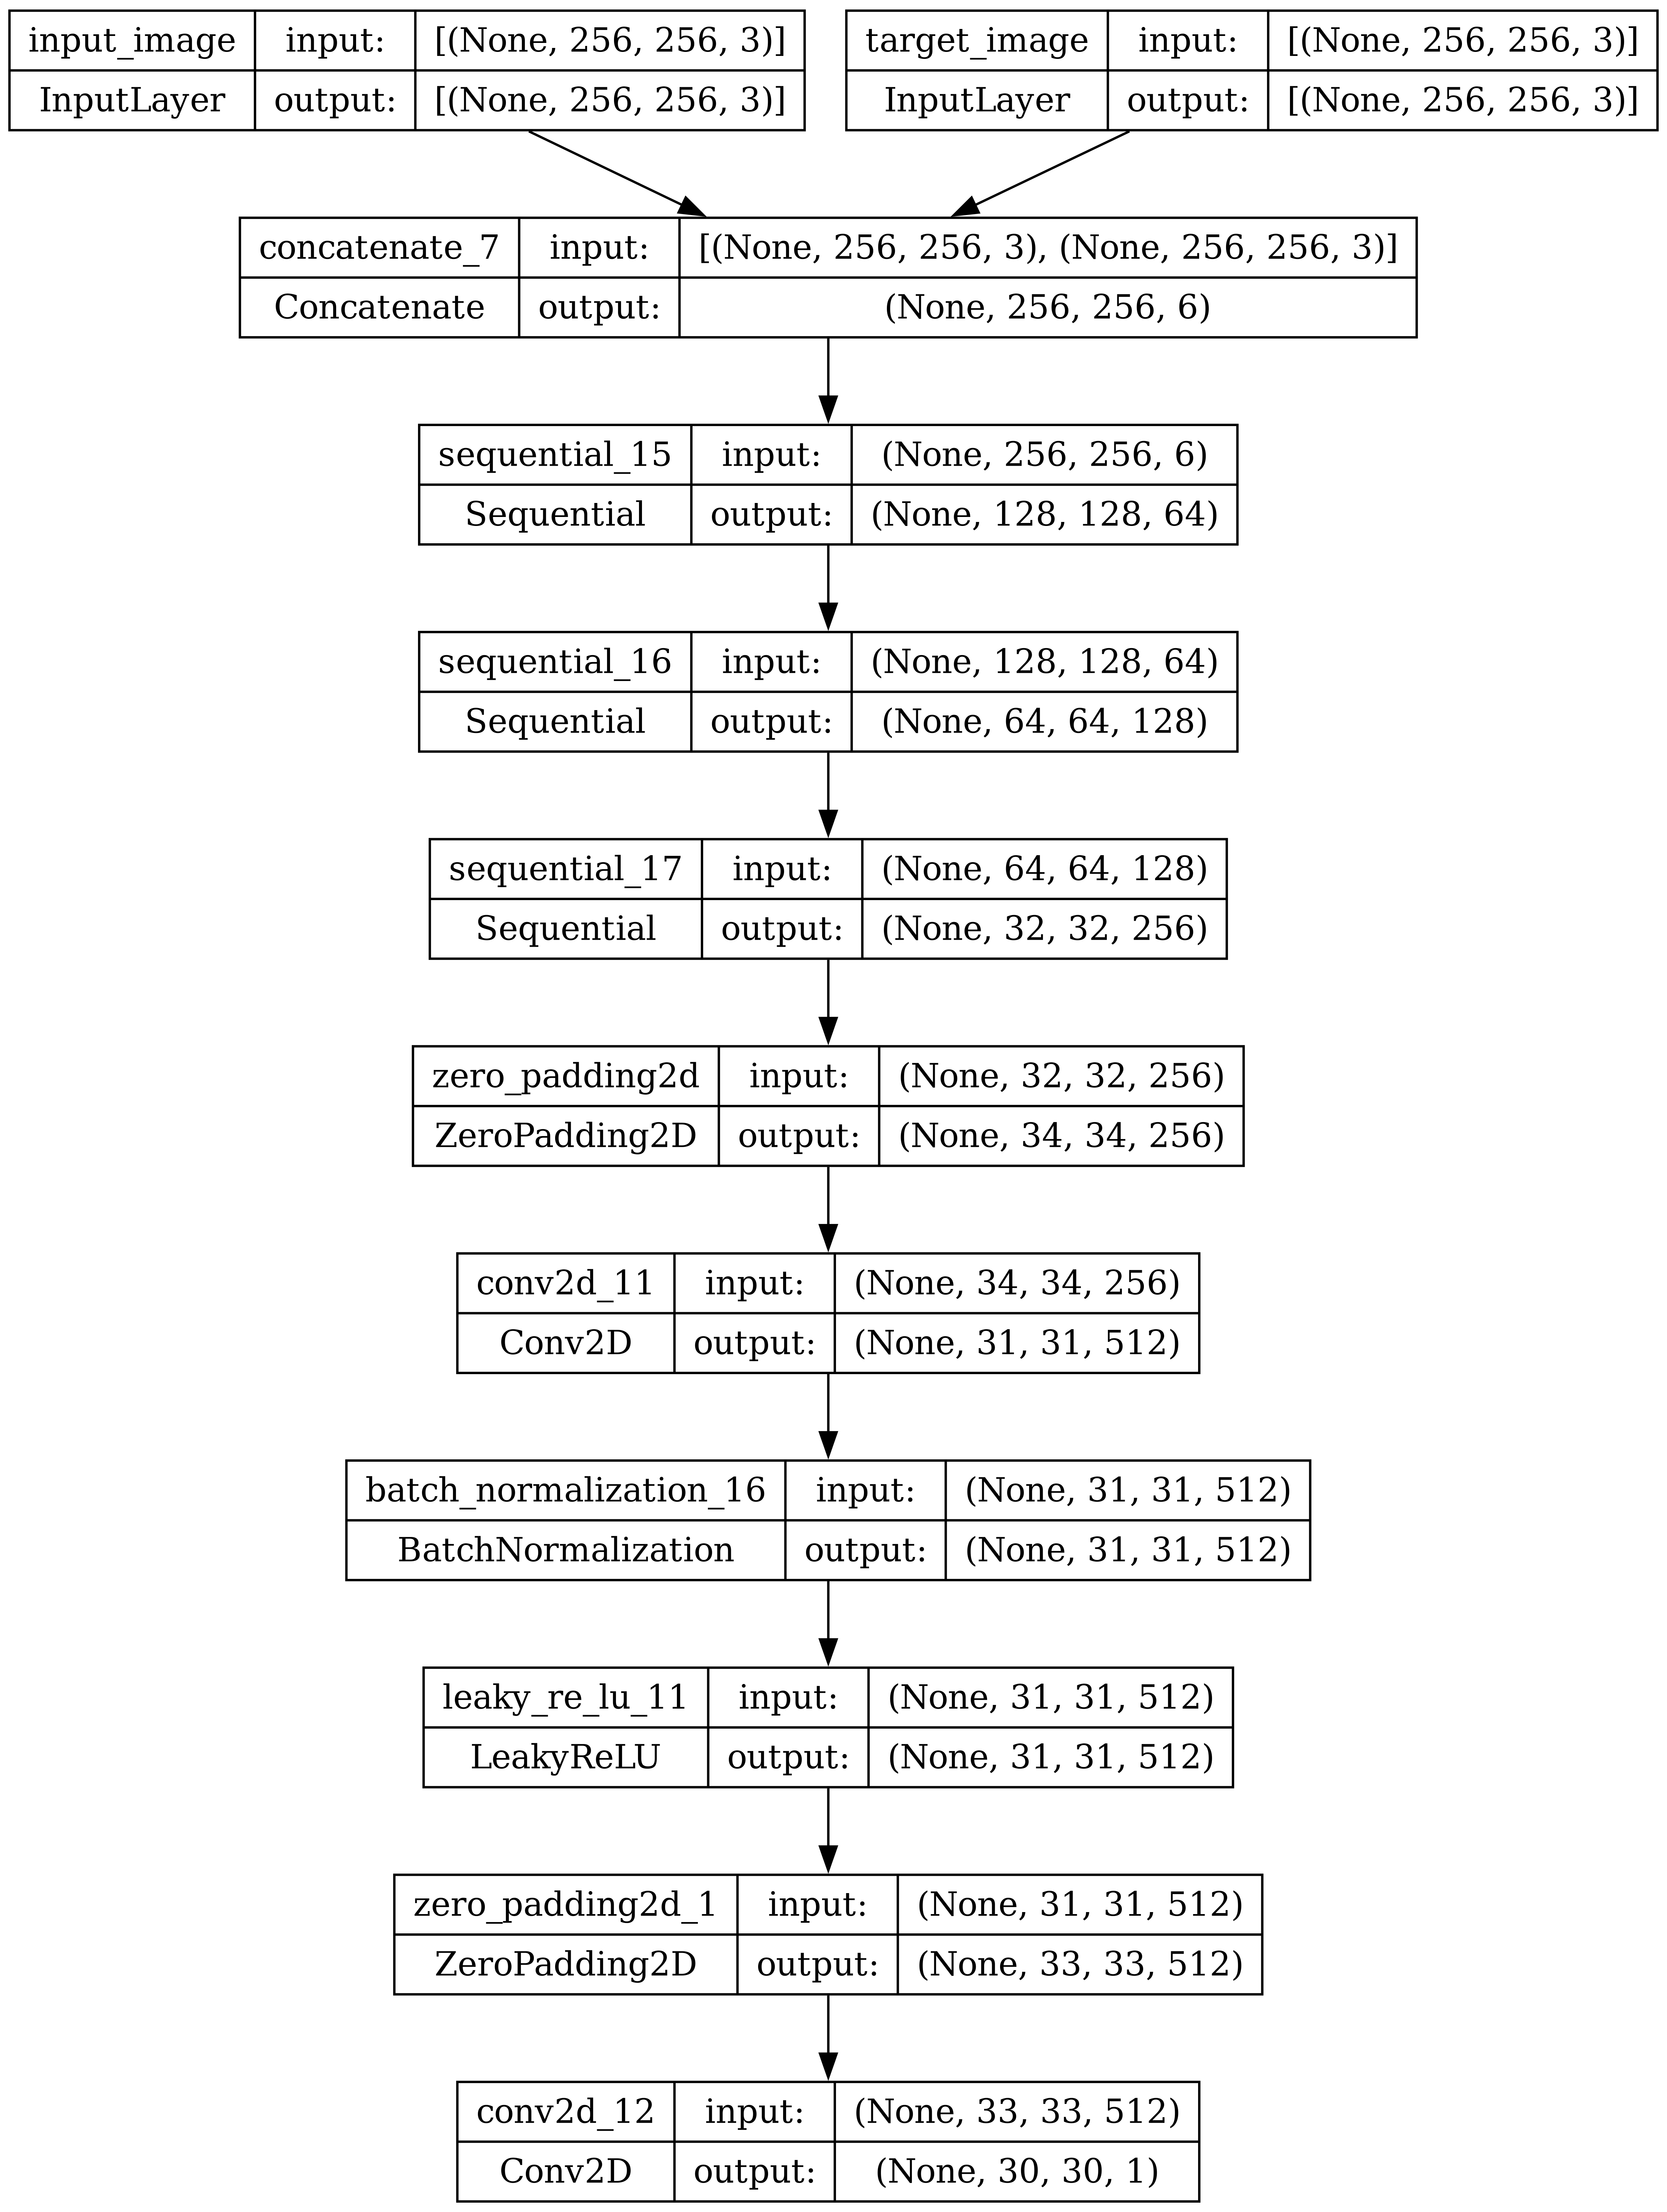 input_image input: [(None, 256, 256, 3)]
InputLayer output: [(None, 256, 256, 3)]
target_image input: [(None, 256, 256, 3)]
InputLayer output: [(None, 256, 256, 3)]
concatenate_7 input: [(None, 256, 256, 3), (None, 256, 256, 3)]
Concatenate output: (None, 256, 256, 6)
sequential_15 input: (None, 256, 256, 6)
Sequential output: (None, 128, 128, 64)
sequential_16 input: (None, 128, 128, 64)
Sequential output: (None, 64, 64, 128)
sequential_17 input: (None, 64, 64, 128)
Sequential output: (None, 32, 32, 256)
zero_padding2d input: (None, 32, 32, 256)
ZeroPadding2D output: (None, 34, 34, 256)
conv2d_11 input: (None, 34, 34, 256)
Conv2D output: (None, 31, 31, 512)
batch_normalization_16 input: (None, 31, 31, 512)
BatchNormalization output: (None, 31, 31, 512)
leaky_re_lu_11 input: (None, 31, 31, 512)
LeakyReLU output: (None, 31, 31, 512)
zero_padding2d_1 input: (None, 31, 31, 512)
ZeroPadding2D output: (None, 33, 33, 512)
conv2d_12 input: (None, 33, 33, 512)
Conv2D output: (None, 30, 30, 1)